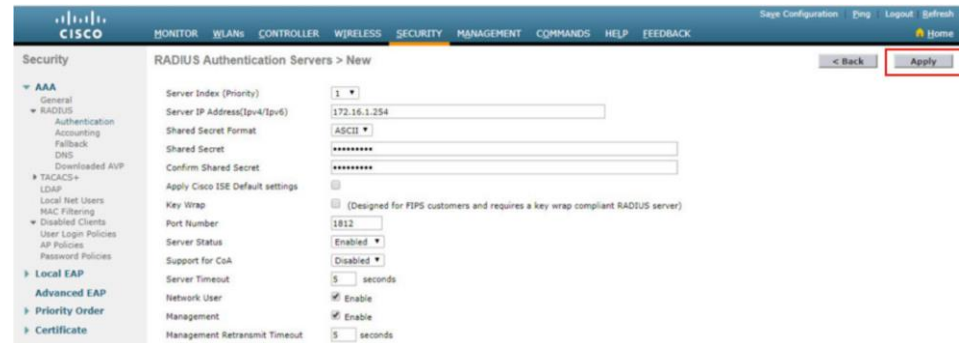 Save Configuration Ping Logout Refresh
CISCO MONITOR WLANs CONTROLLER WIRELESS SECURITY MANAGEMENT COMMANDS HELP FEEDBACK Home
Security
AAA
General
RADIUS
Authentication
Accounting
Fallback
DNS
Downloaded AVP
TACACS+
LDAP
Local Net Users
MAC Filtering
Disabled Clients
User Login Policies
AP Policies
Password Policies
Local EAP
Advanced EAP
Priority Order
Certificate
RADIUS Authentication Servers > New
< Back Apply
Server Index (Priority) 1
Server IP Address(Ipv4/Ipv6) 172.16.1.254
Shared Secret Format ASCII
Shared Secret •••••••••
Confirm Shared Secret •••••••••
Apply Cisco ISE Default settings
Key Wrap (Designed for FIPS customers and requires a key wrap compliant RADIUS server)
Port Number 1812
Server Status Enabled
Support for CoA Disabled
Server Timeout 5 seconds
Network User Enable
Management Enable
Management Retransmit Timeout 5 seconds